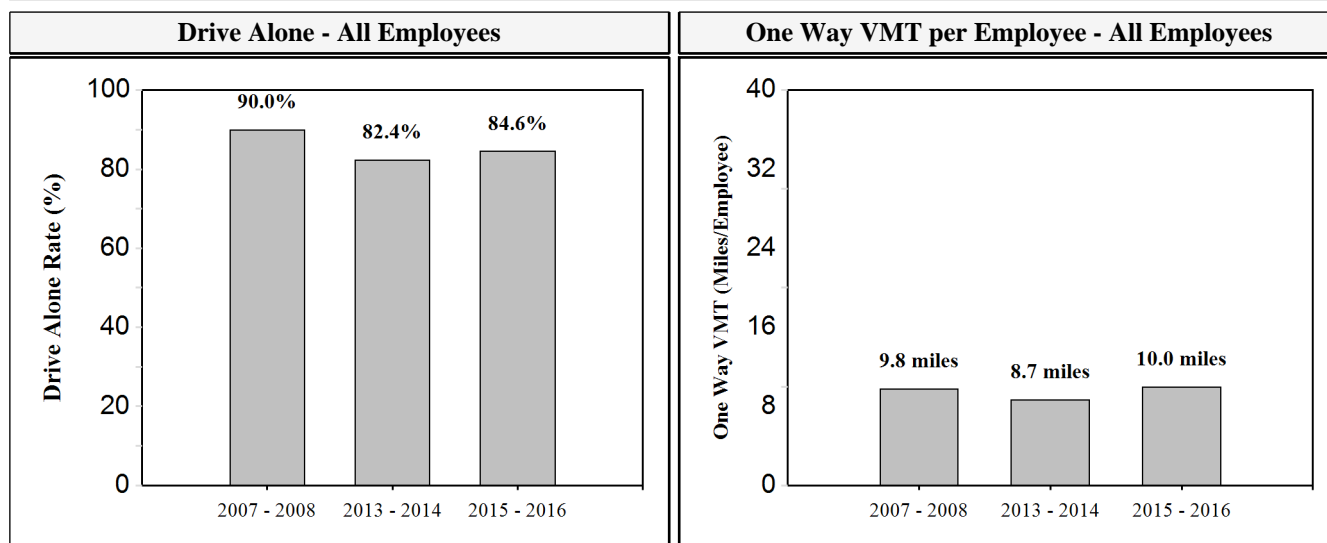 Drive Alone - All Employees
Drive Alone Rate (%)
100
80
60
40
20
0
90.0%
82.4%
84.6%
2007 - 2008
2013 - 2014
2015 - 2016
One Way VMT per Employee - All Employees
One Way VMT (Miles/Employee)
40
32
24
16
8
0
9.8 miles
8.7 miles
10.0 miles
2007 - 2008
2013 - 2014
2015 - 2016